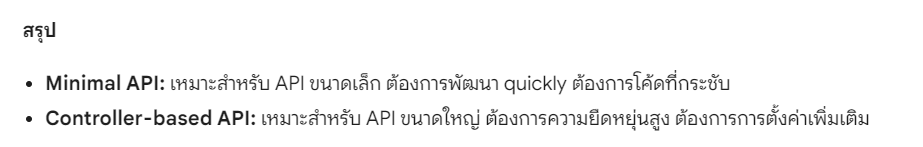 สรุป
Minimal API: เหมาะสำหรับ API ขนาดเล็ก ต้องการพัฒนา quickly ต้องการโค้ดที่กระชับ
Controller-based API: เหมาะสำหรับ API ขนาดใหญ่ ต้องการความยืดหยุ่นสูง ต้องการการตั้งค่าเพิ่มเติม